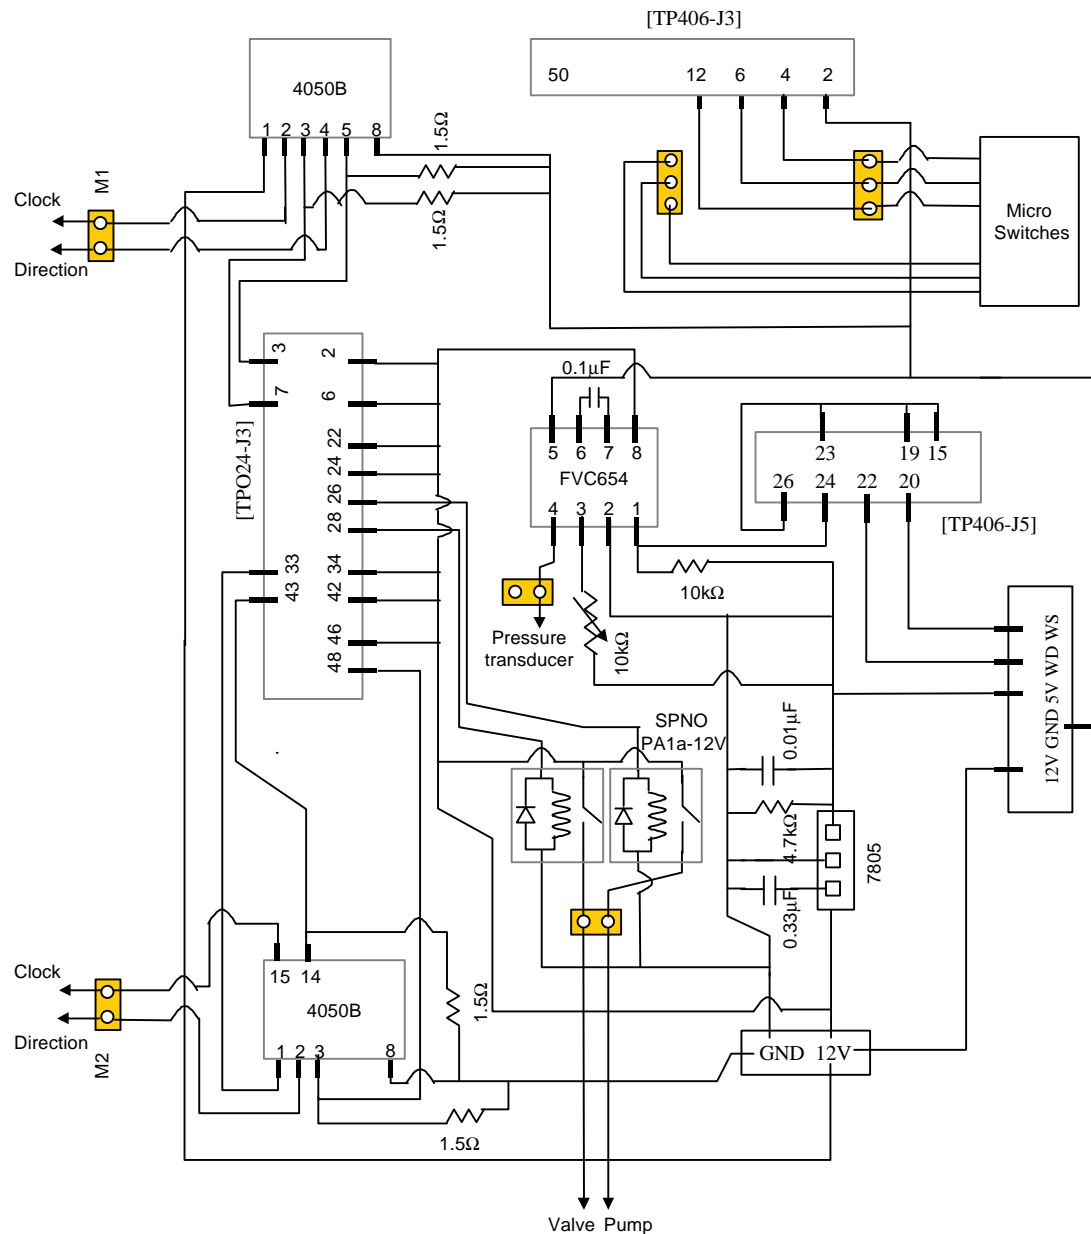 [TP406-J3]
50 12 6 4 2
4050B
1 2 3 4 5 8
1.5Ω
1.5Ω
M1
Clock
Direction
Micro
Switches
3 2
7 6
22
24
26
28
33 34
43 42
46
48
[TPO24-J3]
0.1μF
5 6 7 8
FVC654
4 3 2 1
23 19 15
26 24 22 20
[TP406-J5]
10kΩ
Pressure
transducer
10kΩ
12V GND 5V WD WS
SPNO
PA1a-12V
0.01μF
4.7kΩ
0.33μF
7805
15 14
4050B
1 2 3 8
Clock
Direction
M2
1.5Ω
1.5Ω
GND 12V
Valve Pump